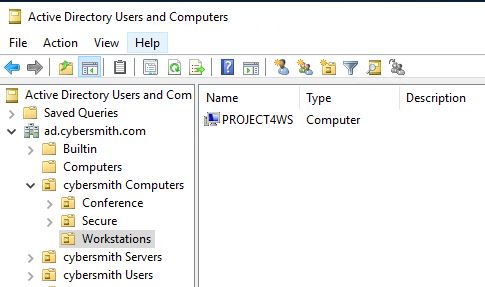 Active Directory Users and Computers
File Action View Help
Active Directory Users and Com
Saved Queries
ad.cybersmith.com
Builtin
Computers
cybersmith Computers
Conference
Secure
Workstations
cybersmith Servers
cybersmith Users
Name Type Description
PROJECT4WS Computer